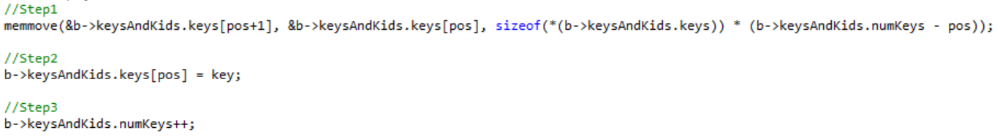 //Step1
memmove(&b->keysAndKids.keys[pos+1], &b->keysAndKids.keys[pos], sizeof(*(b->keysAndKids.keys)) * (b->keysAndKids.numKeys - pos));
//Step2
b->keysAndKids.keys[pos] = key;
//Step3
b->keysAndKids.numKeys++;